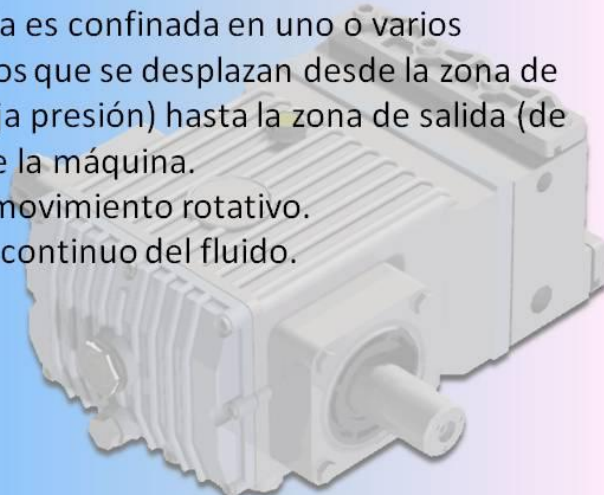 a es confinada en uno o varios
os que se desplazan desde la zona de
ja presión) hasta la zona de salida (de
e la máquina.
movimiento rotativo.
continuo del fluido.